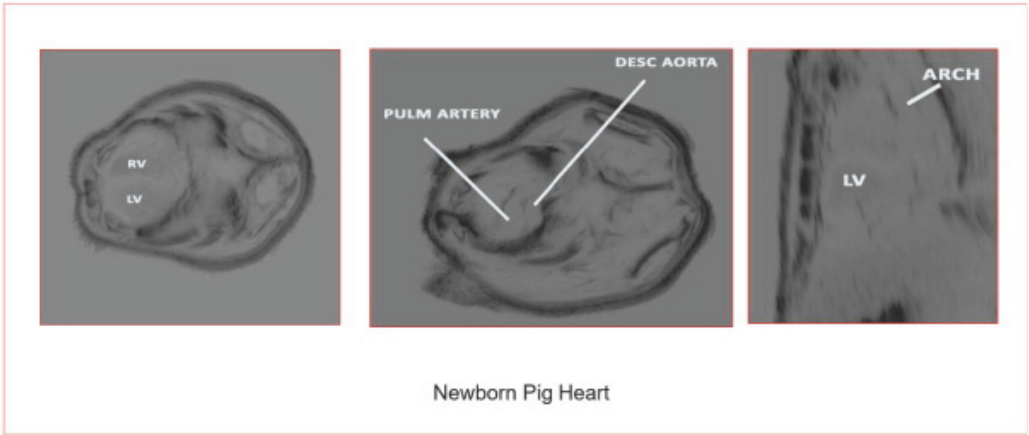 RV
LV
PULM ARTERY
DESC AORTA
ARCH
LV
Newborn Pig Heart